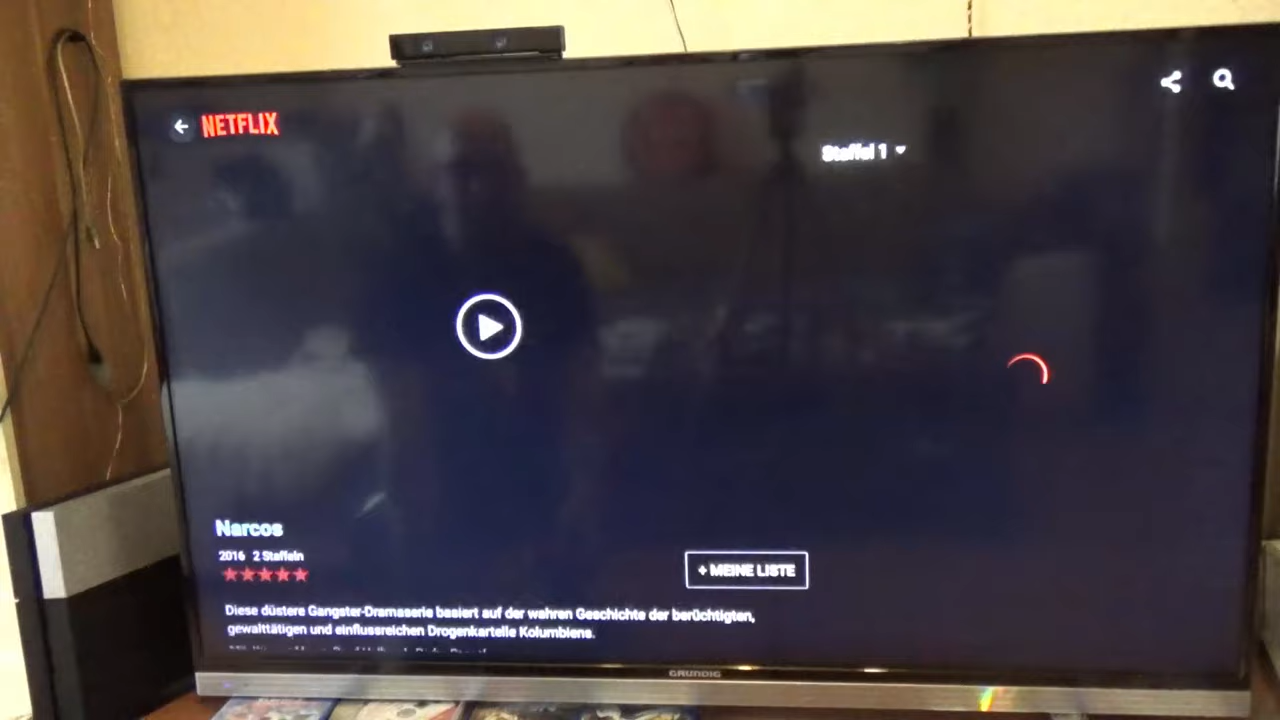 NETFLIX
Staffel 1
Narcos
2016 2 Staffeln
+ MEINE LISTE
Diese düstere Gangster-Dramaserie basiert auf der wahren Geschichte der berüchtigten,
gewalttätigen und einflussreichen Drogenkartelle Kolumbiens.
GRUNDIG